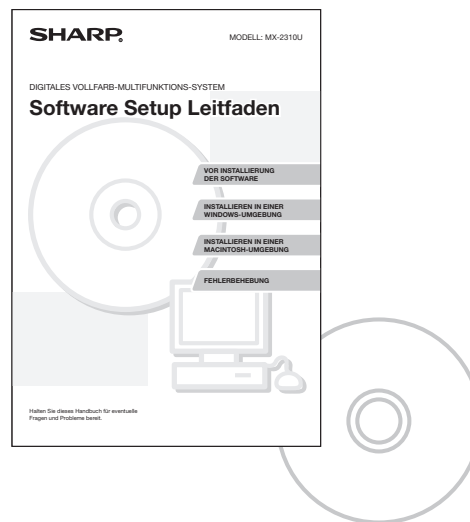 SHARP
MODELL: MX-2310U
DIGITALES VOLLFARB-MULTIFUNKTIONS-SYSTEM
Software Setup Leitfaden
VOR INSTALLIERUNG
DER SOFTWARE
INSTALLIEREN IN EINER
WINDOWS-UMGEBUNG
INSTALLIEREN IN EINER
MACINTOSH-UMGEBUNG
FEHLERBEHEBUNG
Halten Sie dieses Handbuch für eventuelle
Fragen und Probleme bereit.